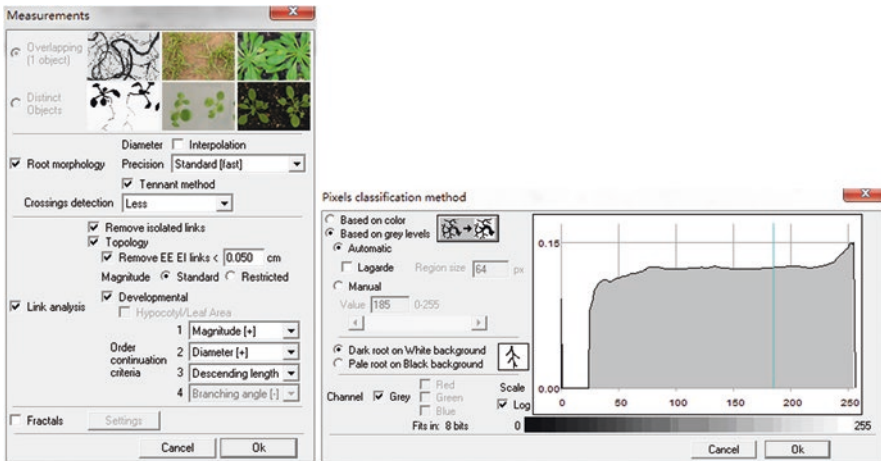 Measurements
Overlapping
(1 object)
Distinct
Objects
Diameter Interpolation
Root morphology Precision Standard [fast]
Tennant method
Crossings detection Less
Remove isolated links
Topology
Remove EE EI links < 0.050 cm
Magnitude Standard Restricted
Link analysis
Developmental
Hypocotyl/Leaf Area
Order
continuation
criteria
1 Magnitude [+]
2 Diameter [+]
3 Descending length
4 Branching angle [-]
Fractals Settings
Cancel Ok
Pixels classification method
Based on color
Based on grey levels
Automatic
Lagarde Region size 64 px
Manual
Value 185 0-255
Dark root on White background
Pale root on Black background
Channel Grey
Red
Green
Blue
Scale
Log
Fits in: 8 bits
0.15
0.00
0 50 100 150 200 250
0 255
Cancel Ok